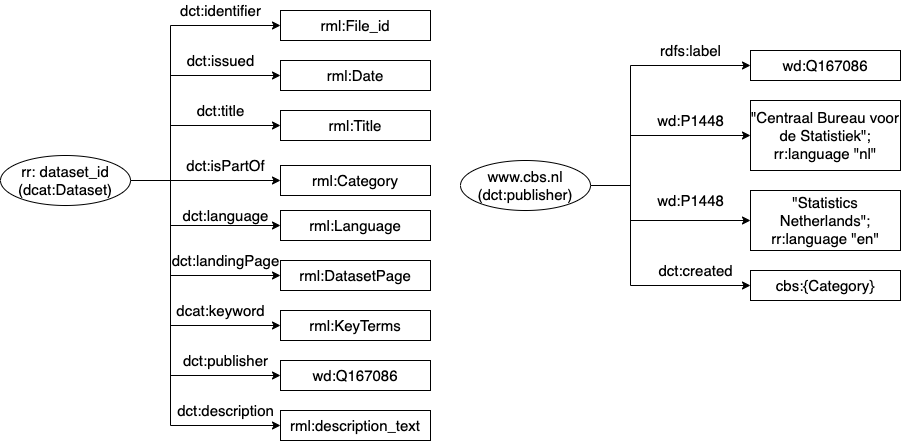 rr: dataset_id
(dcat:Dataset)
dct:identifier
rml:File_id
dct:issued
rml:Date
dct:title
rml:Title
dct:isPartOf
rml:Category
dct:language
rml:Language
dct:landingPage
rml:DatasetPage
dcat:keyword
rml:KeyTerms
dct:publisher
wd:Q167086
dct:description
rml:description_text
www.cbs.nl
(dct:publisher)
rdfs:label
wd:Q167086
wd:P1448
"Centraal Bureau voor
de Statistiek";
rr:language "nl"
wd:P1448
"Statistics
Netherlands";
rr:language "en"
dct:created
cbs:{Category}